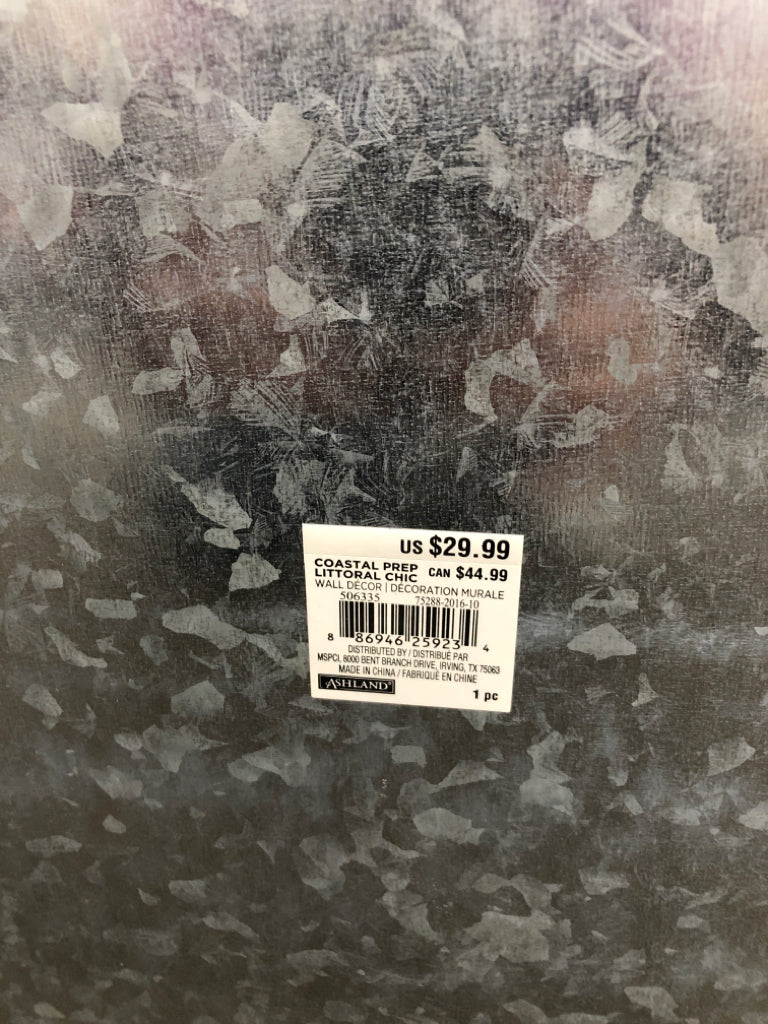 US $29.99
COASTAL PREP
LITTORAL CHIC CAN $44.99
WALL DÉCOR | DÉCORATION MURALE
506335 75288-2016-10
8 86946 25923 4
DISTRIBUTED BY / DISTRIBUÉ PAR
MSPCI, 8000 BENT BRANCH DRIVE, IRVING, TX 75063
MADE IN CHINA / FABRIQUÉ EN CHINE
ASHLAND® 1 pc